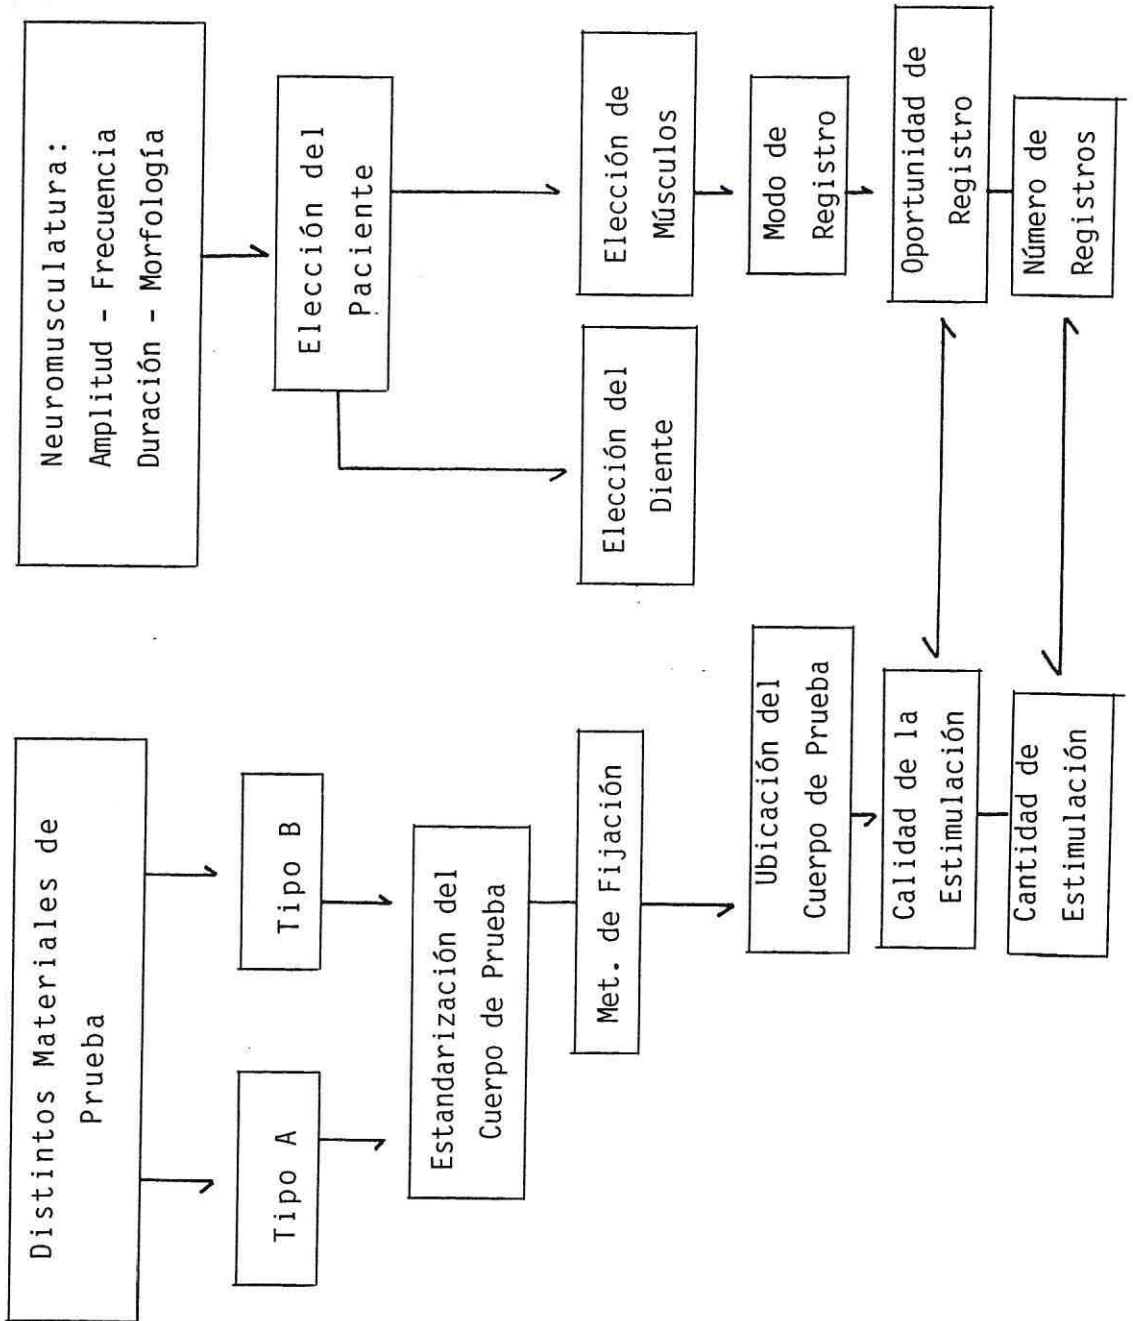 Distintos Materiales de
Prueba
Tipo A
Tipo B
Estandarización del
Cuerpo de Prueba
Met. de Fijación
Ubicación del
Cuerpo de Prueba
Calidad de la
Estimulación
Cantidad de
Estimulación
Neuromusculatura:
Amplitud - Frecuencia
Duración - Morfología
Elección del
Paciente
Elección del
Diente
Elección de
Músculos
Modo de
Registro
Oportunidad de
Registro
Número de
Registros